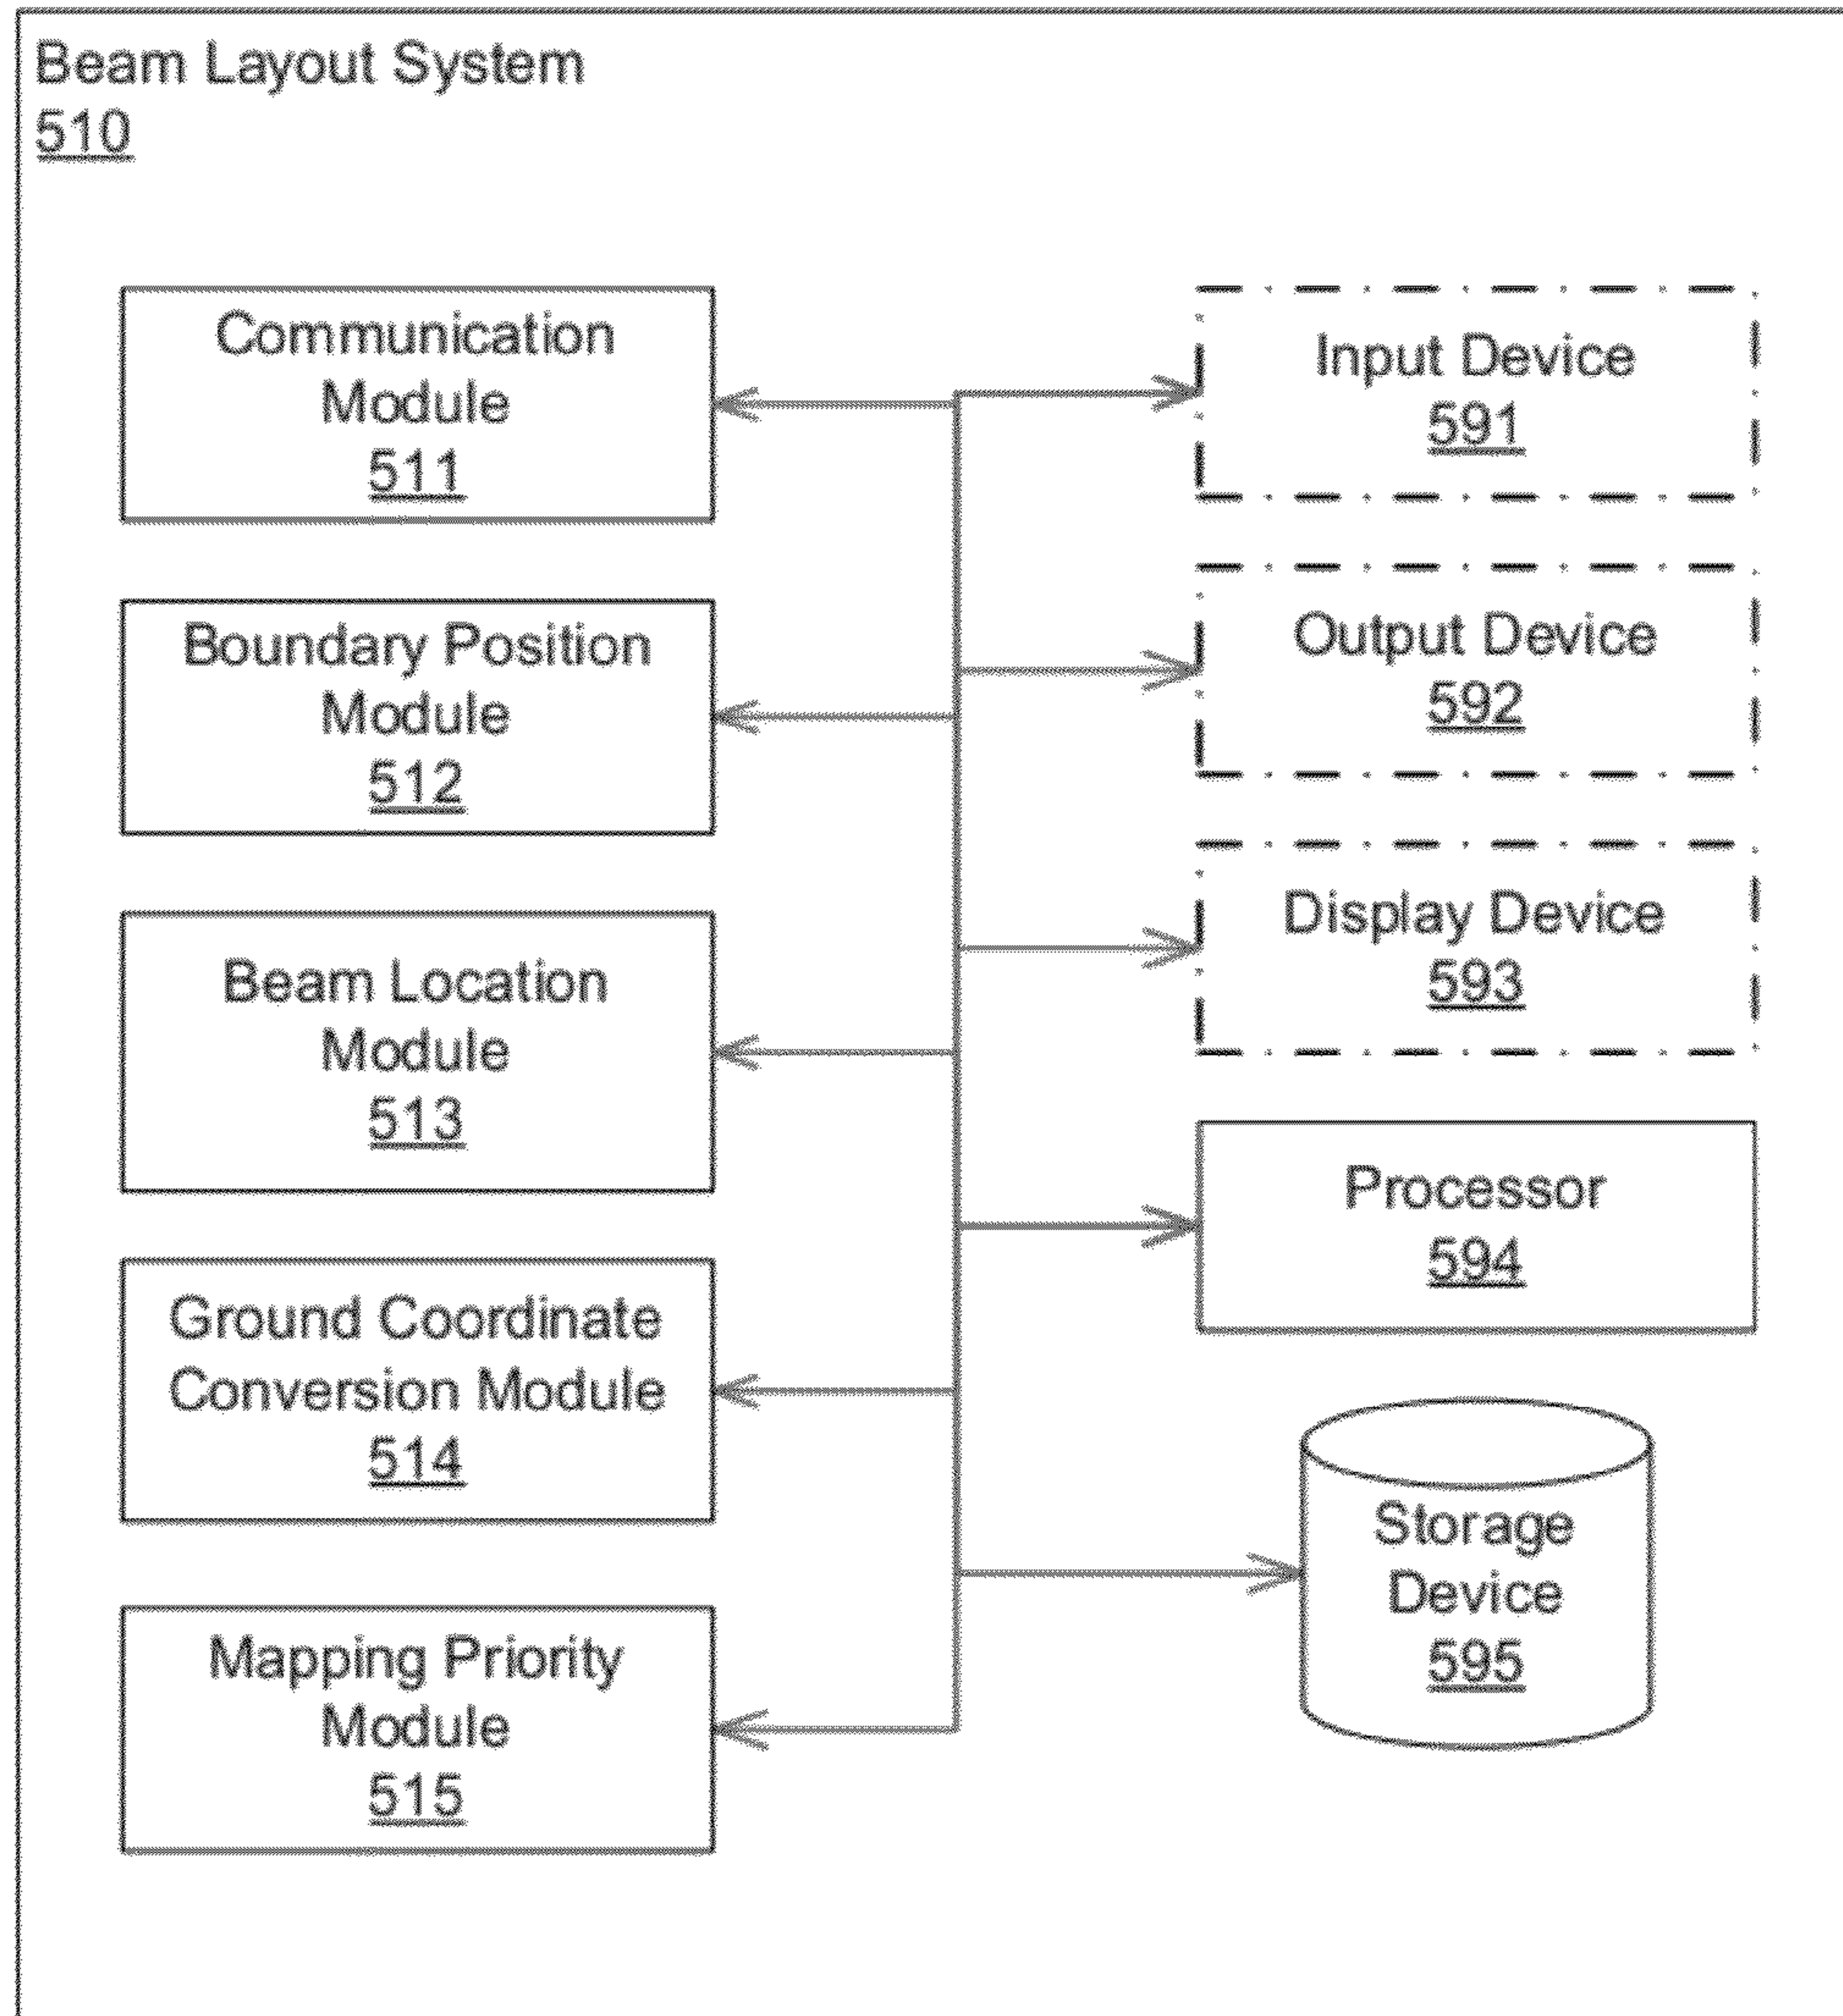 Beam Layout System
510
Communication
Module
511
Boundary Position
Module
512
Beam Location
Module
513
Ground Coordinate
Conversion Module
514
Mapping Priority
Module
515
Input Device
591
Output Device
592
Display Device
593
Processor
594
Storage
Device
595